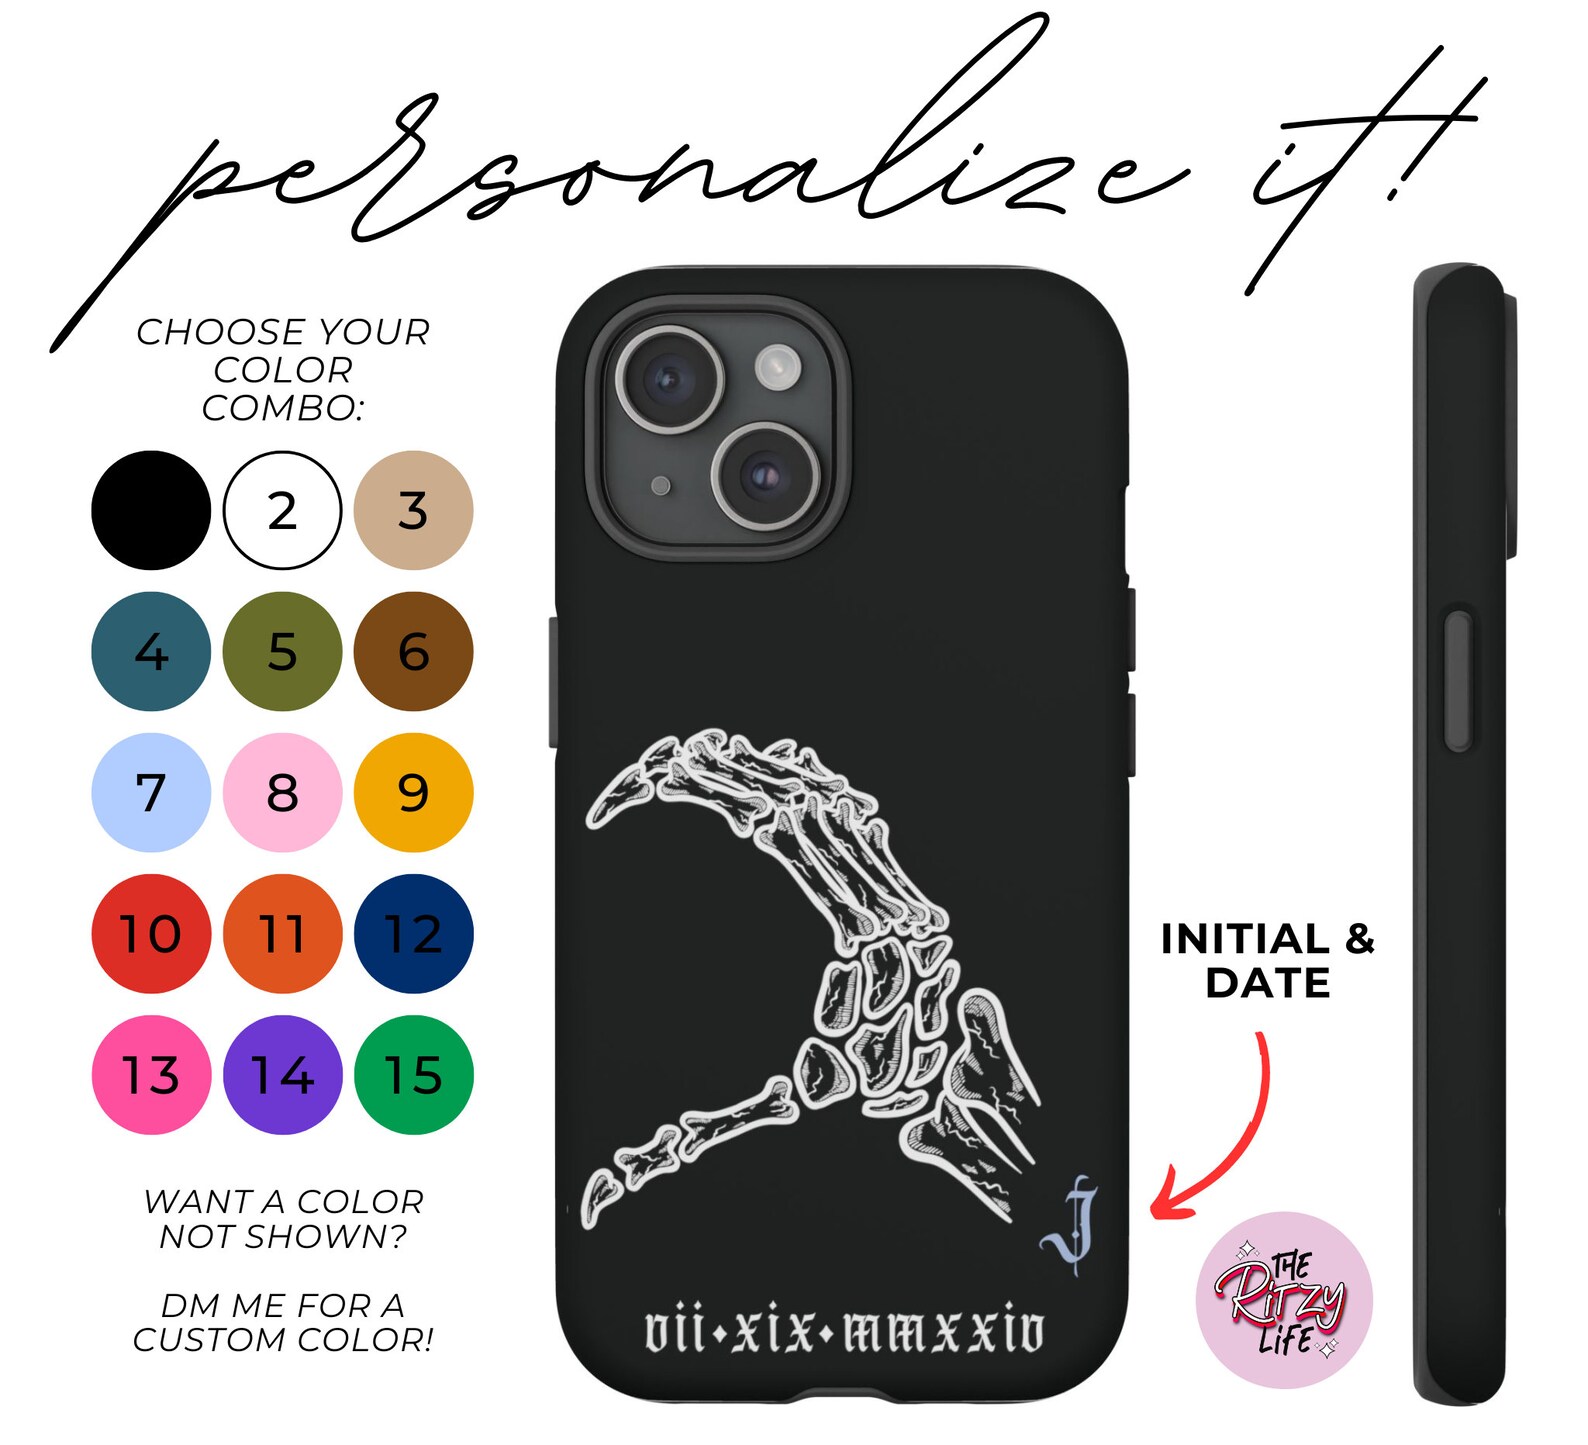 personalize it!
CHOOSE YOUR
COLOR
COMBO:
2 3
4 5 6
7 8 9
10 11 12
13 14 15
WANT A COLOR
NOT SHOWN?
DM ME FOR A
CUSTOM COLOR!
INITIAL &
DATE
J
vii•xix•mmxxiv
THE
RITZY
LIFE